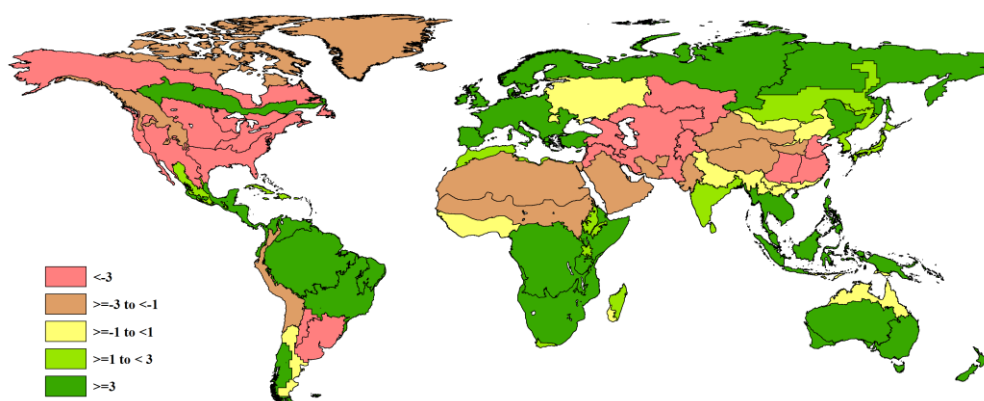 <-3
>=-3 to <-1
>=-1 to <1
>=1 to < 3
>=3